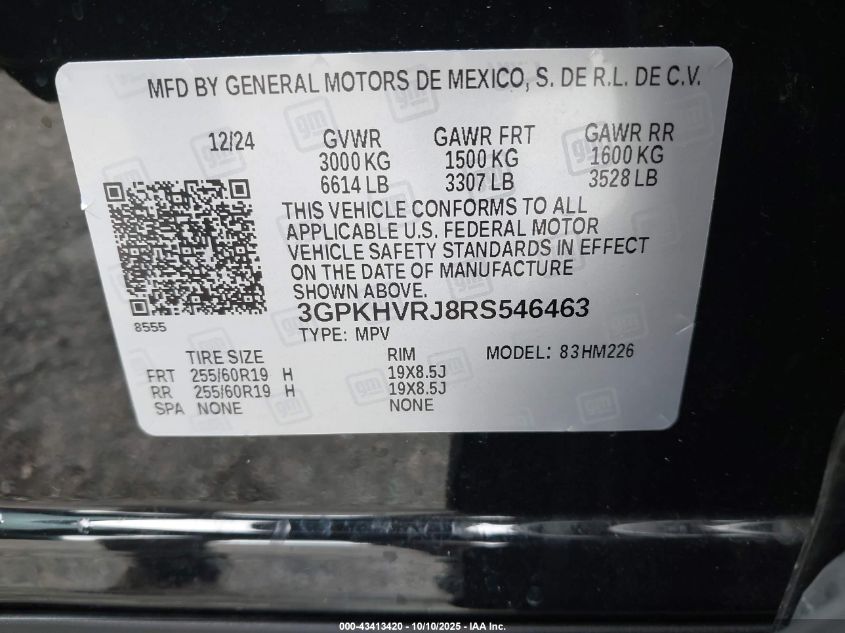 MFD BY GENERAL MOTORS DE MEXICO, S. DE R.L. DE C.V.
12/24 GVWR GAWR FRT GAWR RR
3000 KG 1500 KG 1600 KG
6614 LB 3307 LB 3528 LB
THIS VEHICLE CONFORMS TO ALL
APPLICABLE U.S. FEDERAL MOTOR
VEHICLE SAFETY STANDARDS IN EFFECT
ON THE DATE OF MANUFACTURE
SHOWN ABOVE.
8555
3GPKHVRJ8RS546463
TYPE: MPV
TIRE SIZE RIM MODEL: 83HM226
FRT 255/60R19 H 19X8.5J
RR 255/60R19 H 19X8.5J
SPA NONE NONE
gm
000-43413420 - 10/10/2025 - IAA Inc.